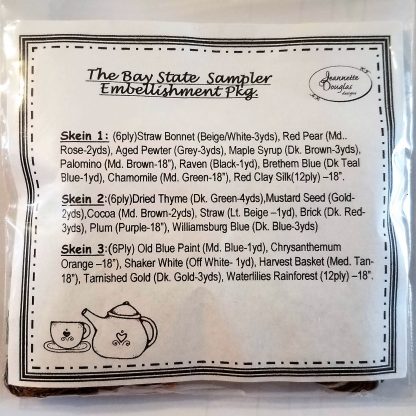 The Bay State Sampler
Embellishment Pkg.
Jeannette
Douglas
designs
Skein 1: (6ply)Straw Bonnet (Beige/White-3yds), Red Pear (Md..
Rose-2yds), Aged Pewter (Grey-3yds), Maple Syrup (Dk. Brown-3yds),
Palomino (Md. Brown-18"), Raven (Black-1yd), Brethern Blue (Dk Teal
Blue-1yd), Chamomile (Md. Green-18"), Red Clay Silk(12ply) –18".
Skein 2:(6ply)Dried Thyme (Dk. Green-4yds),Mustard Seed (Gold-
2yds),Cocoa (Md. Brown-2yds), Straw (Lt. Beige –1yd), Brick (Dk. Red-
3yds), Plum (Purple-18"), Williamsburg Blue (Dk. Blue-3yds)
Skein 3:(6Ply) Old Blue Paint (Md. Blue-1yd), Chrysanthemum
Orange –18"), Shaker White (Off White- 1yd), Harvest Basket (Med. Tan-
18"), Tarnished Gold (Dk. Gold-3yds), Waterlilies Rainforest (12ply) –18".